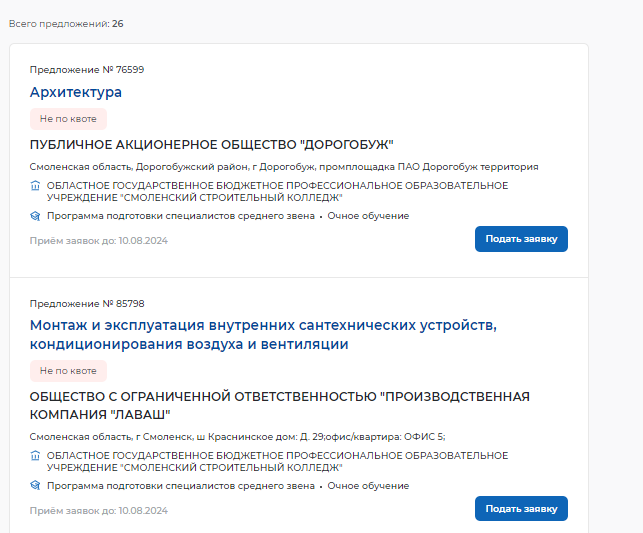 Всего предложений: 26
Предложение № 76599
Архитектура
Не по квоте
ПУБЛИЧНОЕ АКЦИОНЕРНОЕ ОБЩЕСТВО "ДОРОГОБУЖ"
Смоленская область, Дорогобужский район, г Дорогобуж, промплощадка ПАО Дорогобуж территория
ОБЛАСТНОЕ ГОСУДАРСТВЕННОЕ БЮДЖЕТНОЕ ПРОФЕССИОНАЛЬНОЕ ОБРАЗОВАТЕЛЬНОЕ
УЧРЕЖДЕНИЕ "СМОЛЕНСКИЙ СТРОИТЕЛЬНЫЙ КОЛЛЕДЖ"
Программа подготовки специалистов среднего звена • Очное обучение
Приём заявок до: 10.08.2024
Подать заявку
Предложение № 85798
Монтаж и эксплуатация внутренних сантехнических устройств,
кондиционирования воздуха и вентиляции
Не по квоте
ОБЩЕСТВО С ОГРАНИЧЕННОЙ ОТВЕТСТВЕННОСТЬЮ "ПРОИЗВОДСТВЕННАЯ
КОМПАНИЯ "ЛАВАШ"
Смоленская область, г Смоленск, ш Краснинское дом: Д. 29;офис/квартира: ОФИС 5;
ОБЛАСТНОЕ ГОСУДАРСТВЕННОЕ БЮДЖЕТНОЕ ПРОФЕССИОНАЛЬНОЕ ОБРАЗОВАТЕЛЬНОЕ
УЧРЕЖДЕНИЕ "СМОЛЕНСКИЙ СТРОИТЕЛЬНЫЙ КОЛЛЕДЖ"
Программа подготовки специалистов среднего звена • Очное обучение
Приём заявок до: 10.08.2024
Подать заявку